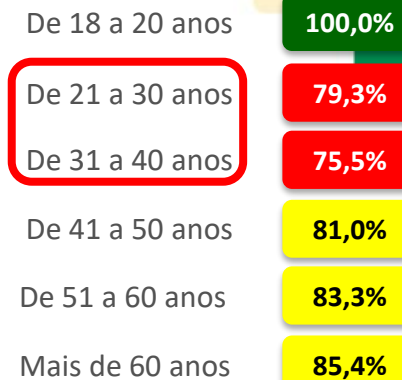 De 18 a 20 anos 100,0%
De 21 a 30 anos 79,3%
De 31 a 40 anos 75,5%
De 41 a 50 anos 81,0%
De 51 a 60 anos 83,3%
Mais de 60 anos 85,4%